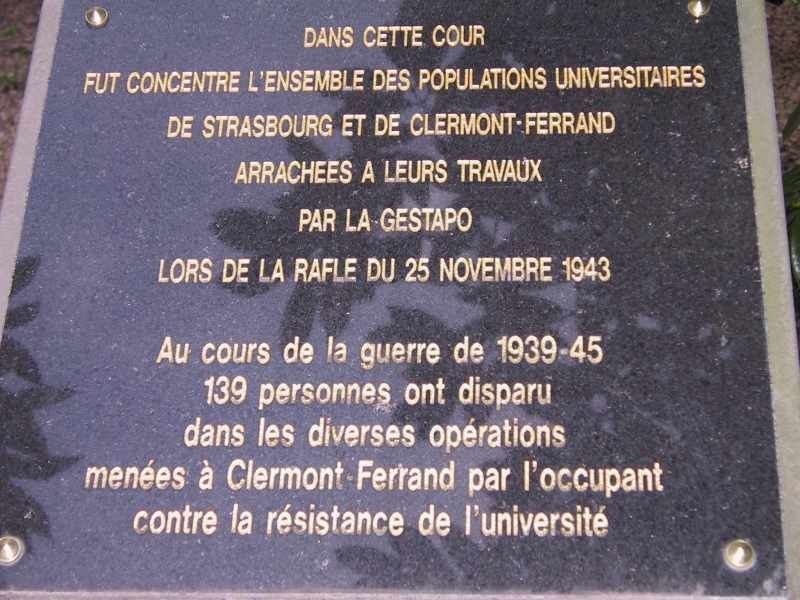 DANS CETTE COUR
FUT CONCENTRE L'ENSEMBLE DES POPULATIONS UNIVERSITAIRES
DE STRASBOURG ET DE CLERMONT-FERRAND
ARRACHEES A LEURS TRAVAUX
PAR LA GESTAPO
LORS DE LA RAFLE DU 25 NOVEMBRE 1943
Au cours de la guerre de 1939-45
139 personnes ont disparu
dans les diverses opérations
menées à Clermont-Ferrand par l'occupant
contre la résistance de l'université